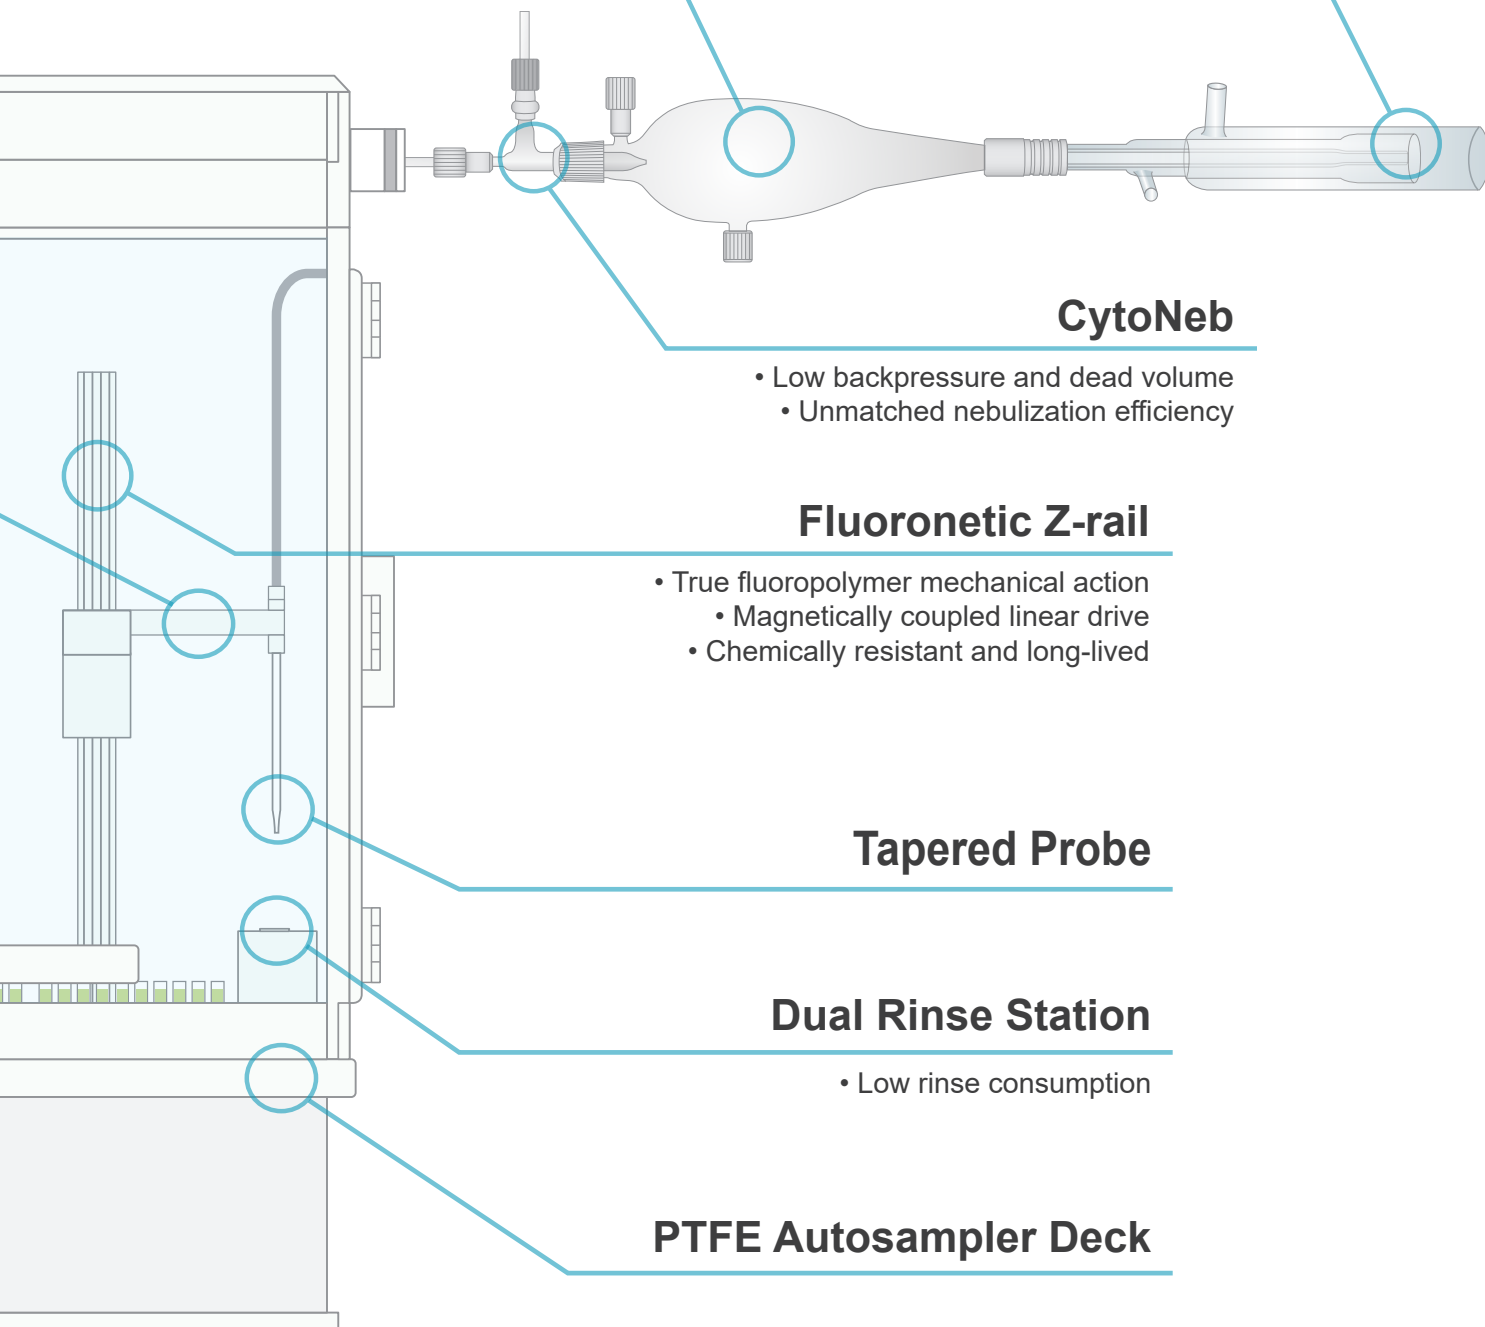 CytoNeb
• Low backpressure and dead volume
• Unmatched nebulization efficiency
Fluoronetic Z-rail
• True fluoropolymer mechanical action
• Magnetically coupled linear drive
• Chemically resistant and long-lived
Tapered Probe
Dual Rinse Station
• Low rinse consumption
PTFE Autosampler Deck